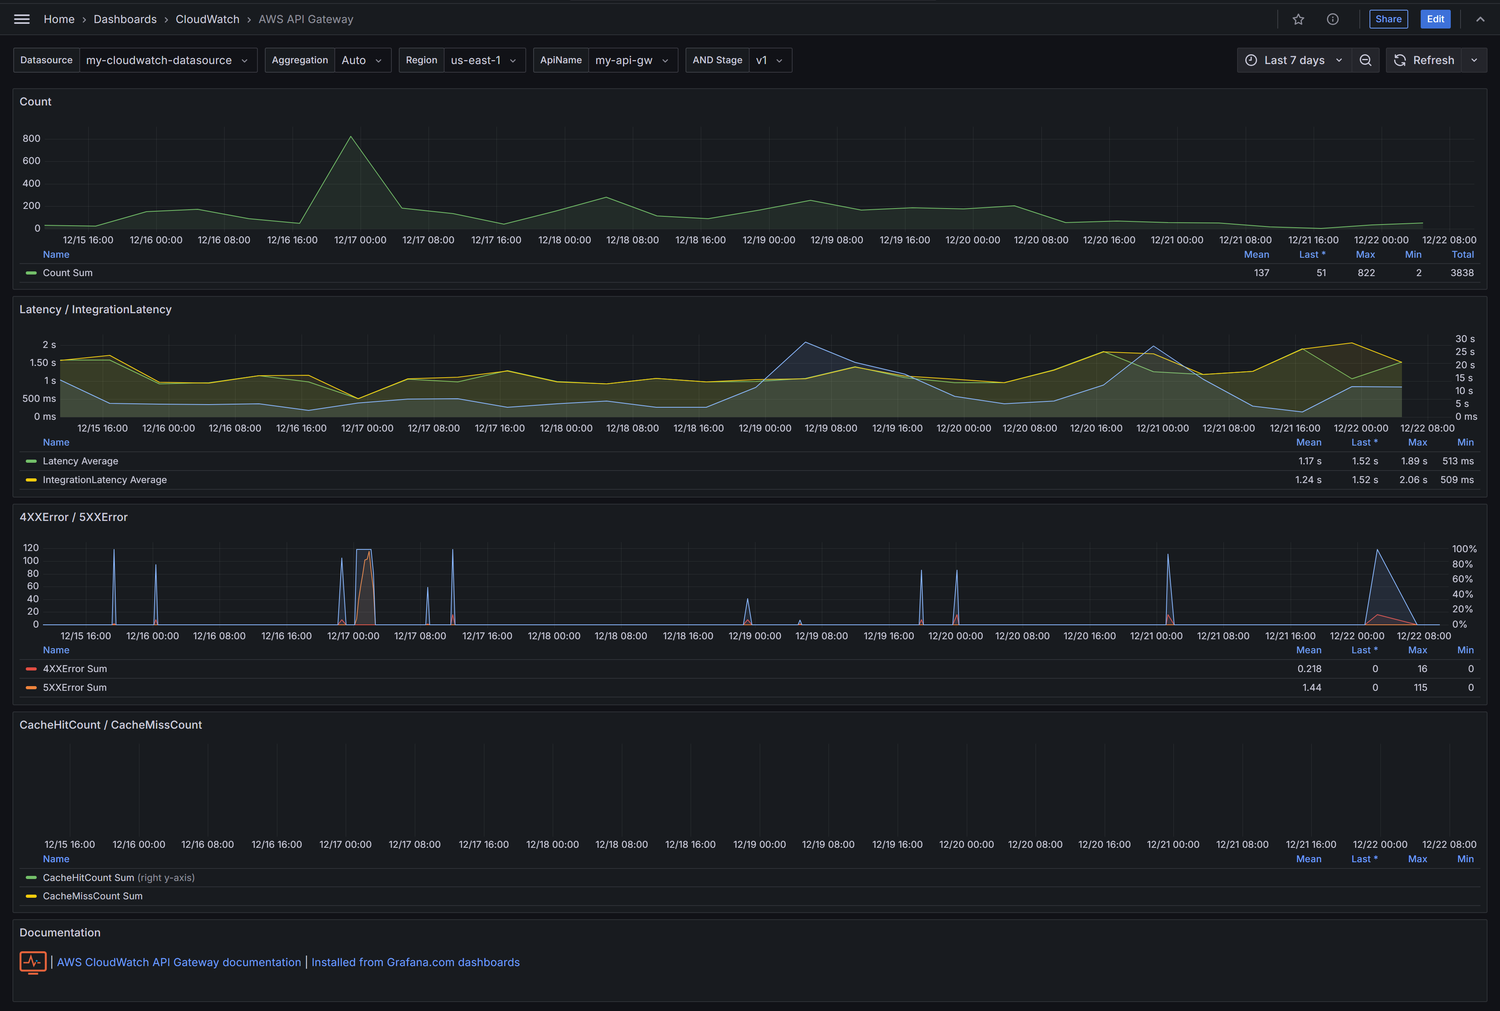 Home › Dashboards › CloudWatch › AWS API Gateway
Share Edit
Datasource my-cloudwatch-datasource Aggregation Auto Region us-east-1 ApiName my-api-gw AND Stage v1 Last 7 days Refresh
Count
800
600
400
200
0
12/15 16:00 12/16 00:00 12/16 08:00 12/16 16:00 12/17 00:00 12/17 08:00 12/17 16:00 12/18 00:00 12/18 08:00 12/18 16:00 12/19 00:00 12/19 08:00 12/19 16:00 12/20 00:00 12/20 08:00 12/20 16:00 12/21 00:00 12/21 08:00 12/21 16:00 12/22 00:00 12/22 08:00
Name Mean Last * Max Min Total
Count Sum 137 51 822 2 3838
Latency / IntegrationLatency
2 s
1.50 s
1 s
500 ms
0 ms
30 s
25 s
20 s
15 s
10 s
5 s
0 ms
12/15 16:00 12/16 00:00 12/16 08:00 12/16 16:00 12/17 00:00 12/17 08:00 12/17 16:00 12/18 00:00 12/18 08:00 12/18 16:00 12/19 00:00 12/19 08:00 12/19 16:00 12/20 00:00 12/20 08:00 12/20 16:00 12/21 00:00 12/21 08:00 12/21 16:00 12/22 00:00 12/22 08:00
Name Mean Last * Max Min
Latency Average 1.17 s 1.52 s 1.89 s 513 ms
IntegrationLatency Average 1.24 s 1.52 s 2.06 s 509 ms
4XXError / 5XXError
120
100
80
60
40
20
0
100%
80%
60%
40%
20%
0%
12/15 16:00 12/16 00:00 12/16 08:00 12/16 16:00 12/17 00:00 12/17 08:00 12/17 16:00 12/18 00:00 12/18 08:00 12/18 16:00 12/19 00:00 12/19 08:00 12/19 16:00 12/20 00:00 12/20 08:00 12/20 16:00 12/21 00:00 12/21 08:00 12/21 16:00 12/22 00:00 12/22 08:00
Name Mean Last * Max Min
4XXError Sum 0.218 0 16 0
5XXError Sum 1.44 0 115 0
CacheHitCount / CacheMissCount
12/15 16:00 12/16 00:00 12/16 08:00 12/16 16:00 12/17 00:00 12/17 08:00 12/17 16:00 12/18 00:00 12/18 08:00 12/18 16:00 12/19 00:00 12/19 08:00 12/19 16:00 12/20 00:00 12/20 08:00 12/20 16:00 12/21 00:00 12/21 08:00 12/21 16:00 12/22 00:00 12/22 08:00
Name Mean Last * Max Min
CacheHitCount Sum (right y-axis)
CacheMissCount Sum
Documentation
| AWS CloudWatch API Gateway documentation | Installed from Grafana.com dashboards